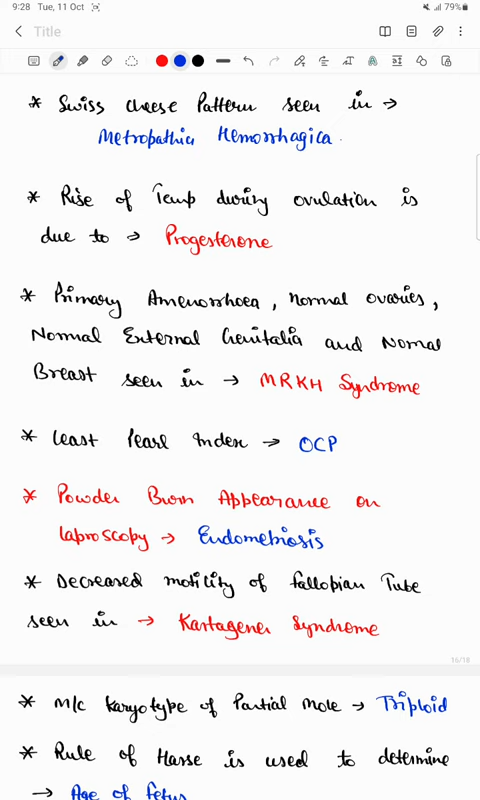 9:28 Tue, 11 Oct 79%
Title
* Swiss cheese Pattern seen in →
Metropathia Hemorrhagica.
* Rise of Temp during ovulation is
due to → Progesterone
* Primary Amenorrhoea, Normal ovaries,
Normal External Genitalia and Normal
Breast seen in → MRKH Syndrome
* Least Pearl Index → OCP
* Powder Burn Appearance on
laproscopy → Endometriosis
* Decreased motility of fallopian Tube
seen in → Kartagener Syndrome
16/18
* M/c Karyotype of Partial Mole → Triploid
* Rule of Hasse is used to determine
→ Age of fetus